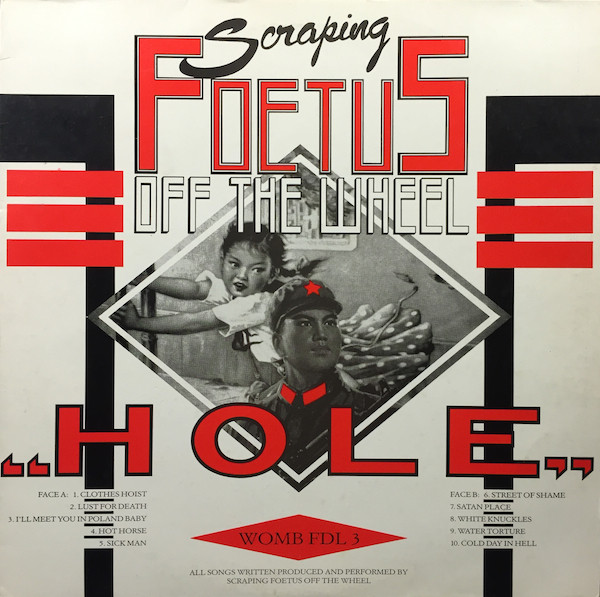 Scraping
FOETUS
OFF THE WHEEL
„HOLE„
FACE A: 1. CLOTHES HOIST
2. LUST FOR DEATH
3. I'LL MEET YOU IN POLAND BABY
4. HOT HORSE
5. SICK MAN
FACE B: 6. STREET OF SHAME
7. SATAN PLACE
8. WHITE KNUCKLES
9. WATER TORTURE
10. COLD DAY IN HELL
WOMB FDL 3
ALL SONGS WRITTEN PRODUCED AND PERFORMED BY
SCRAPING FOETUS OFF THE WHEEL